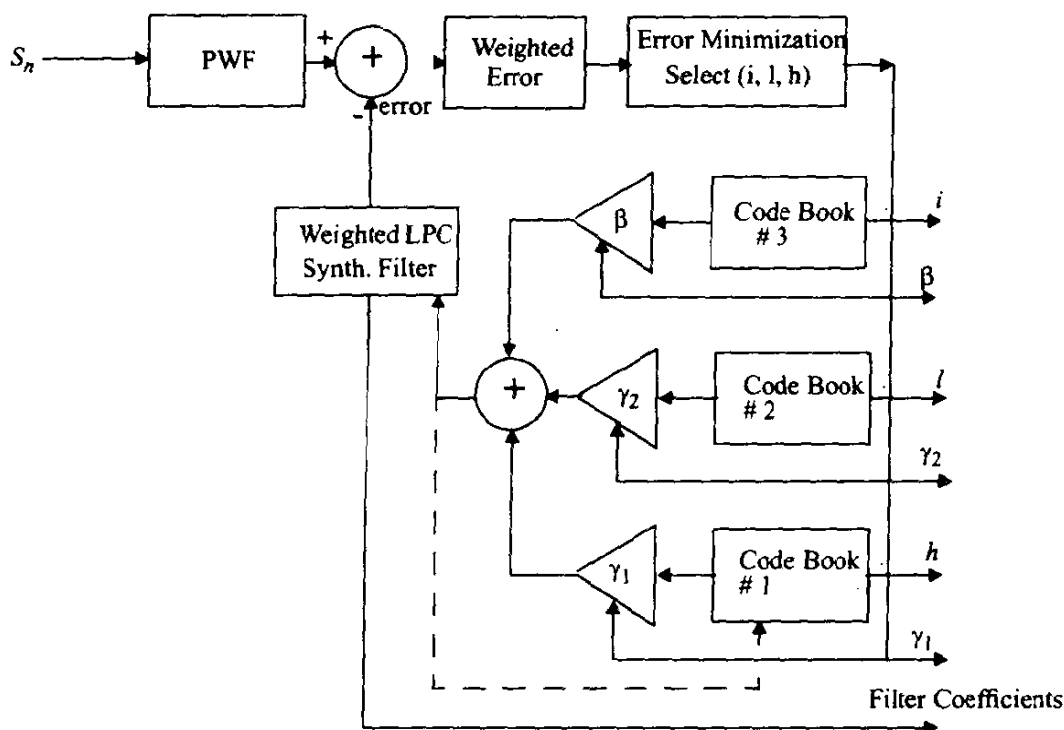 Sn
PWF
+
+
- error
Weighted
Error
Error Minimization
Select (i, l, h)
Weighted LPC
Synth. Filter
β
Code Book
# 3
i
β
+
γ2
Code Book
# 2
l
γ2
γ1
Code Book
# 1
h
γ1
Filter Coefficients